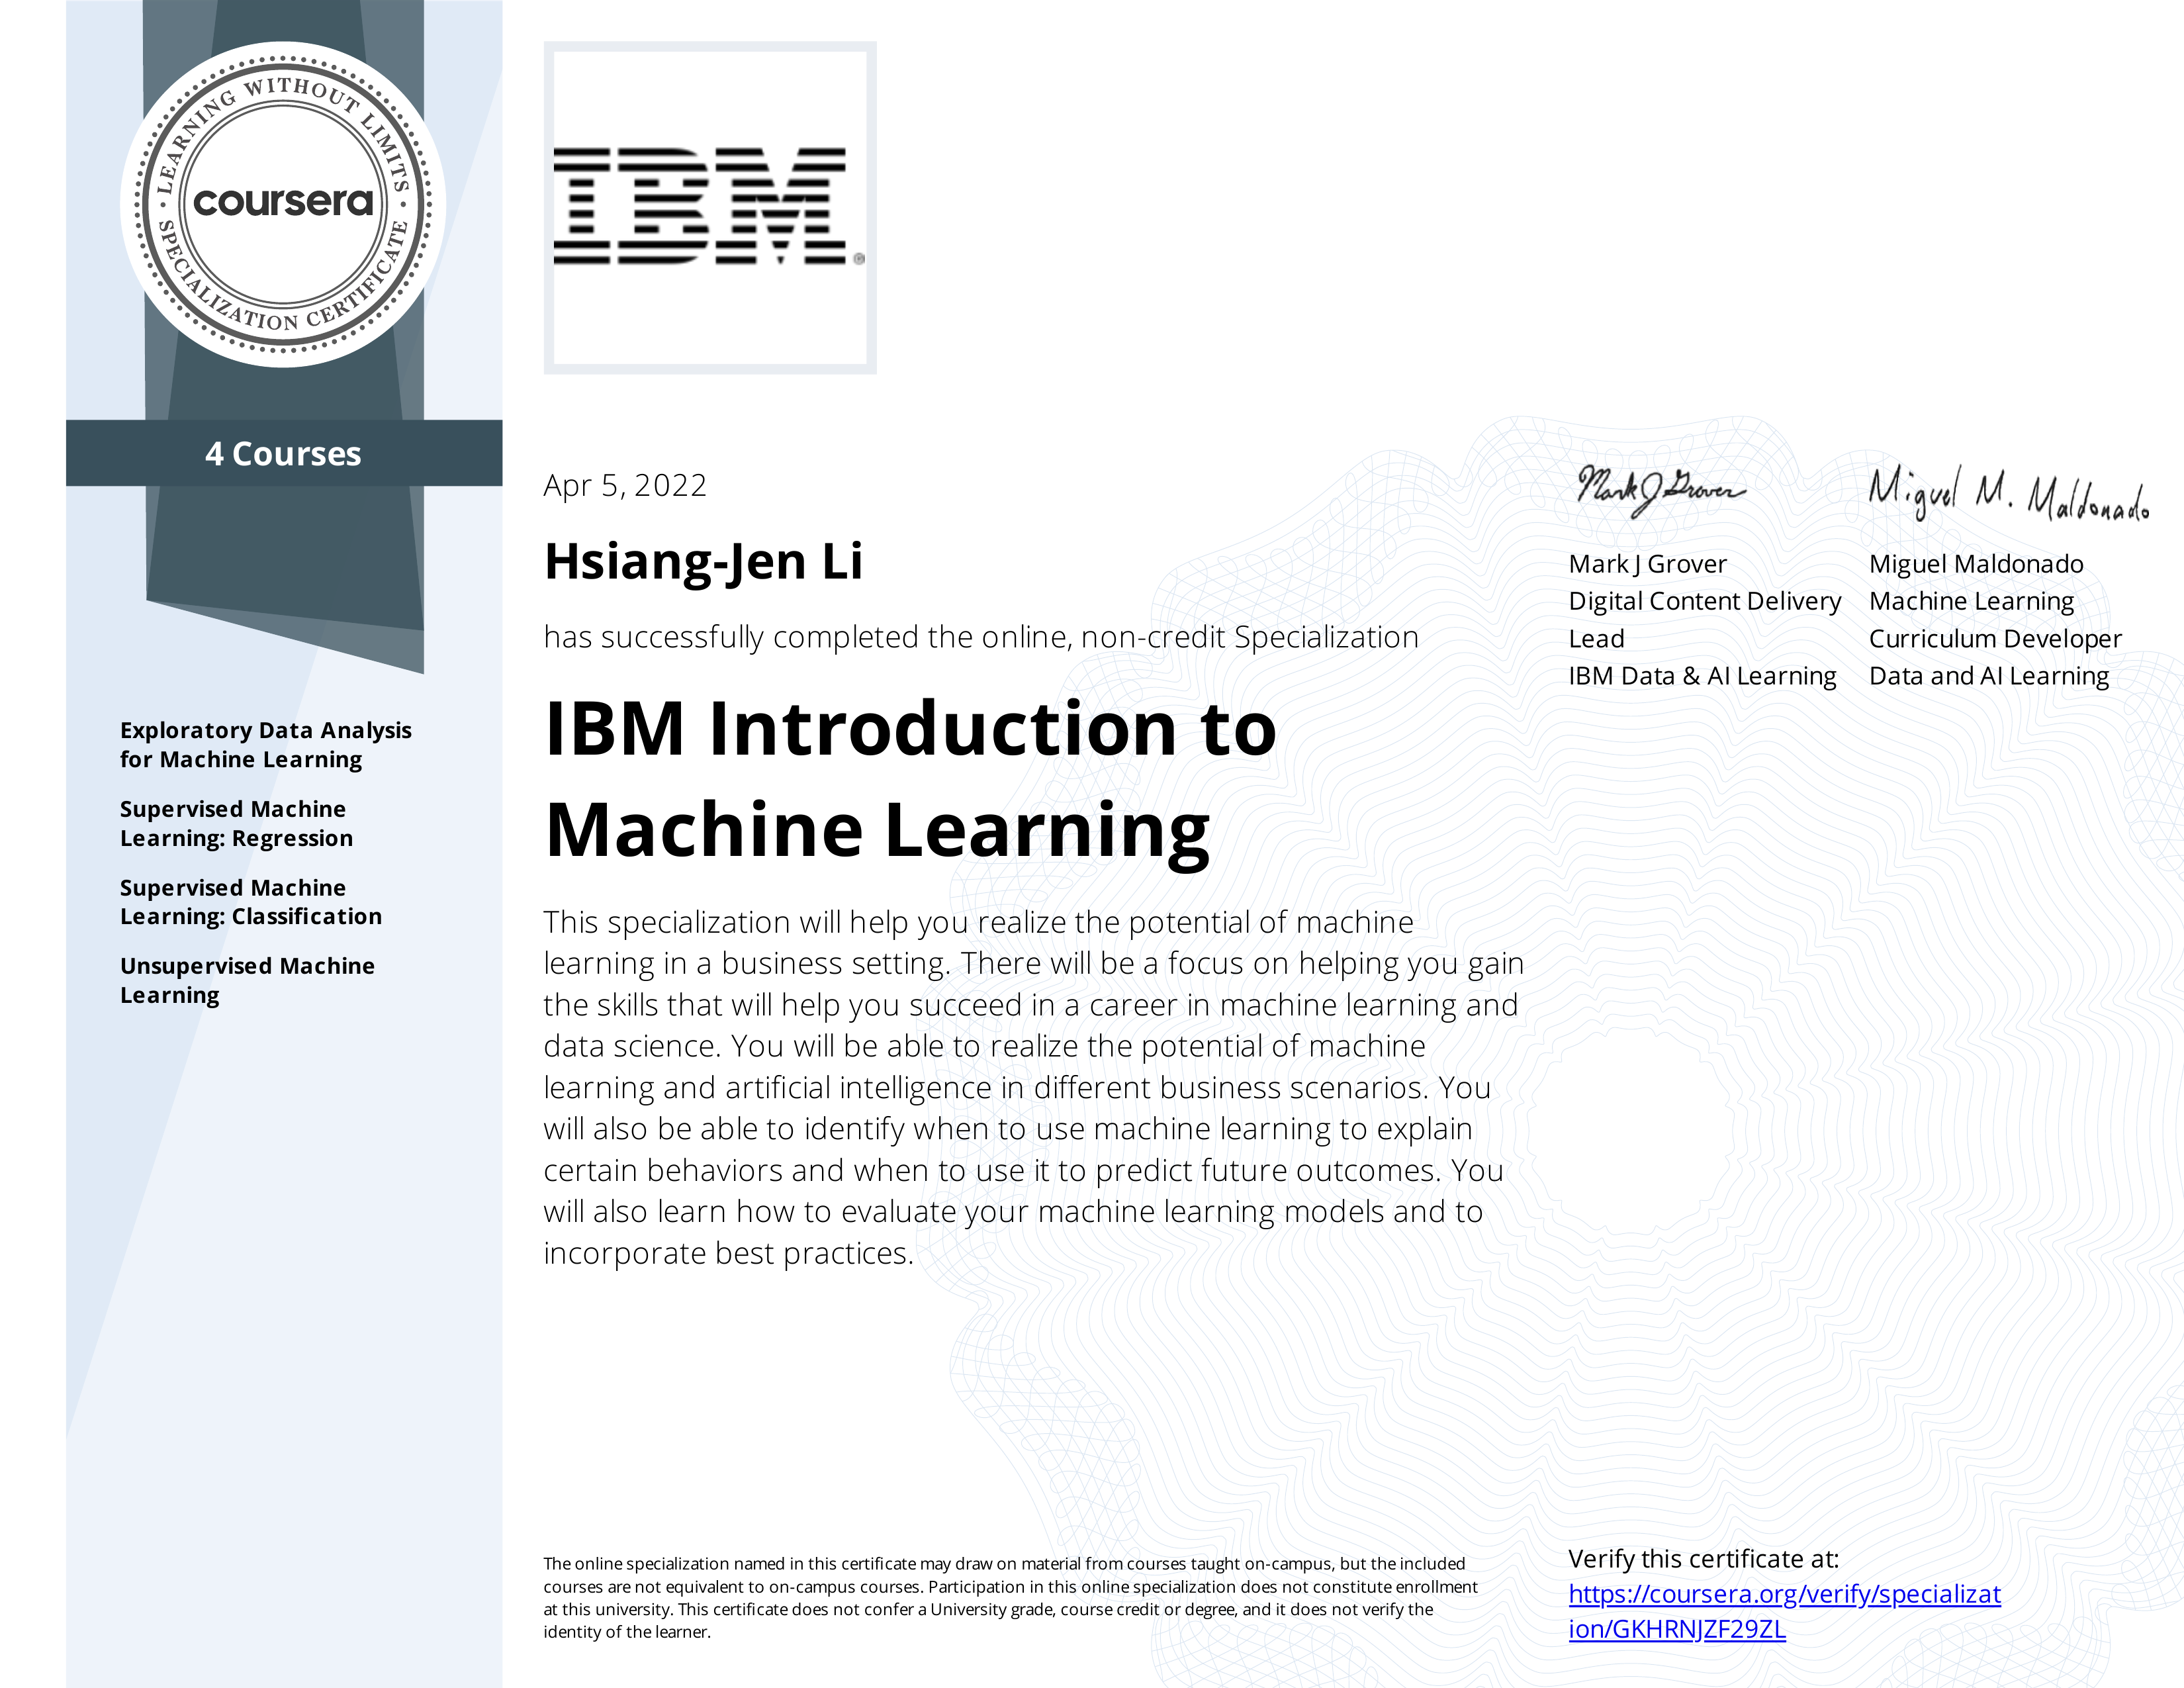 LEARNING WITHOUT LIMITS
coursera
SPECIALIZATION CERTIFICATE
4 Courses
Exploratory Data Analysis
for Machine Learning
Supervised Machine
Learning: Regression
Supervised Machine
Learning: Classification
Unsupervised Machine
Learning
IBM®
Apr 5, 2022
Hsiang-Jen Li
has successfully completed the online, non-credit Specialization
IBM Introduction to
Machine Learning
This specialization will help you realize the potential of machine
learning in a business setting. There will be a focus on helping you gain
the skills that will help you succeed in a career in machine learning and
data science. You will be able to realize the potential of machine
learning and artificial intelligence in different business scenarios. You
will also be able to identify when to use machine learning to explain
certain behaviors and when to use it to predict future outcomes. You
will also learn how to evaluate your machine learning models and to
incorporate best practices.
Mark J Grover
Mark J Grover
Digital Content Delivery
Lead
IBM Data & AI Learning
Miguel M. Maldonado
Miguel Maldonado
Machine Learning
Curriculum Developer
Data and AI Learning
The online specialization named in this certificate may draw on material from courses taught on-campus, but the included
courses are not equivalent to on-campus courses. Participation in this online specialization does not constitute enrollment
at this university. This certificate does not confer a University grade, course credit or degree, and it does not verify the
identity of the learner.
Verify this certificate at:
https://coursera.org/verify/specializat
ion/GKHRNJZF29ZL